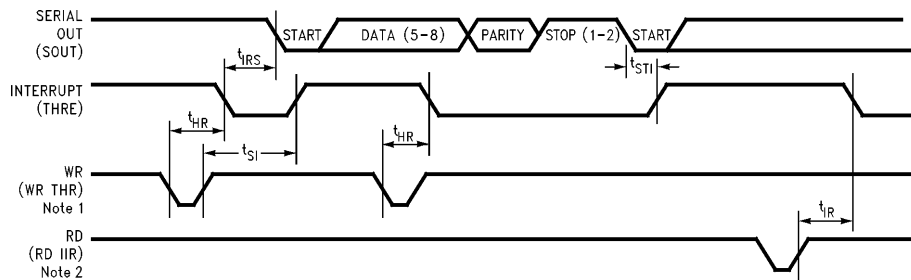 SERIAL
OUT
(SOUT)
START
DATA (5-8)
PARITY
STOP (1-2)
START
tIRS
tSTI
INTERRUPT
(THRE)
tHR
tSI
tHR
WR
(WR THR)
Note 1
tIR
RD
(RD IIR)
Note 2